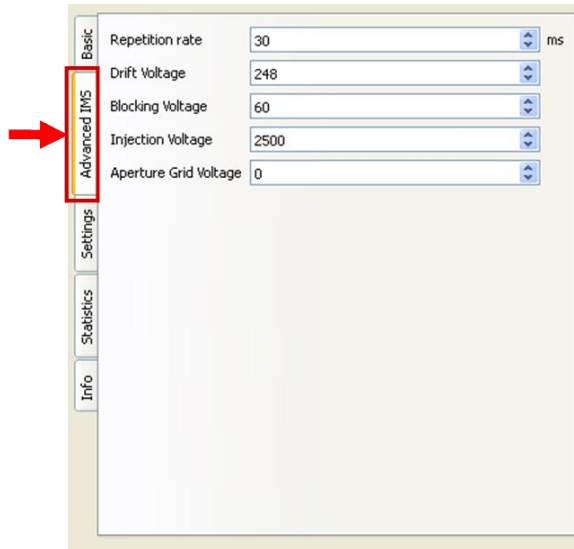 Basic
Advanced IMS
Settings
Statistics
Info
Repetition rate 30 ms
Drift Voltage 248
Blocking Voltage 60
Injection Voltage 2500
Aperture Grid Voltage 0